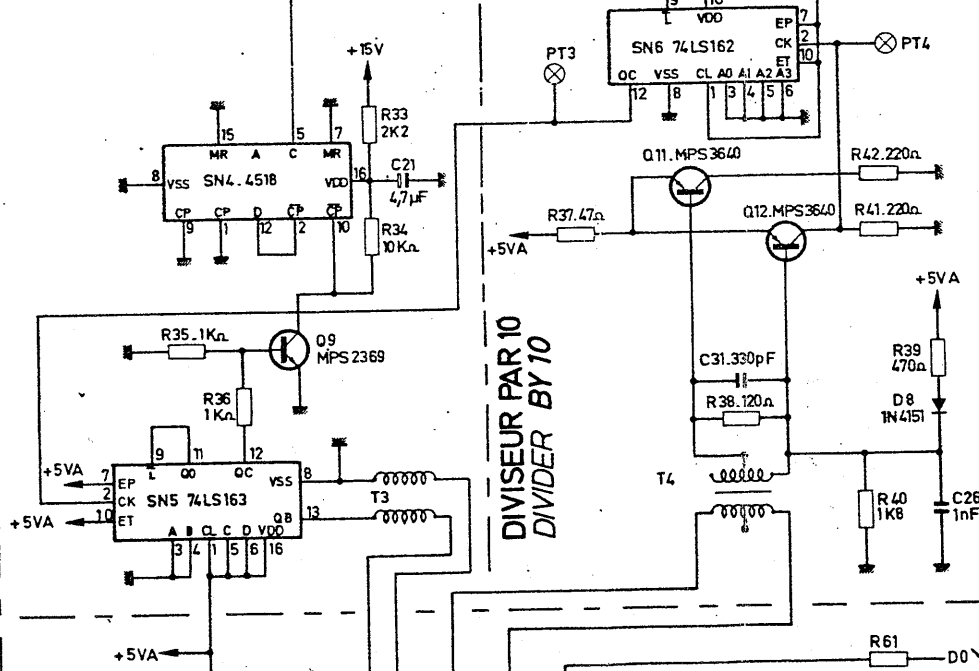 L
10
VDD
EP 7
SN6 74LS162
CK 2
PT4
ET 10
QC VSS CL A0 A1 A2 A3
12 8 1 3 4 5 6
PT3
+15V
R33
2K2
15 5 7
MR A C MR
8 VSS
SN4.4518
VDD 16
C21
4,7µF
CP CP D CP CP
9 1 12 2 10
R34
10KΩ
Q11.MPS3640
R42.220Ω
Q12.MPS3640
R41.220Ω
R37.47Ω
+5VA
+5VA
R35_1KΩ
Q9
MPS2369
R36
1KΩ
C31.330pF
R38.120Ω
R39
470Ω
D8
1N4151
DIVISEUR PAR 10
DIVIDER BY 10
9 11 12
L QD QC
+5VA
7 EP
VSS 8
2 CK
SN5 74LS163
+5VA
10 ET
QB 13
A B CL C D VDD
3 4 1 5 6 16
T3
T4
R40
1K8
C26
1nF
+5VA
R61
D0